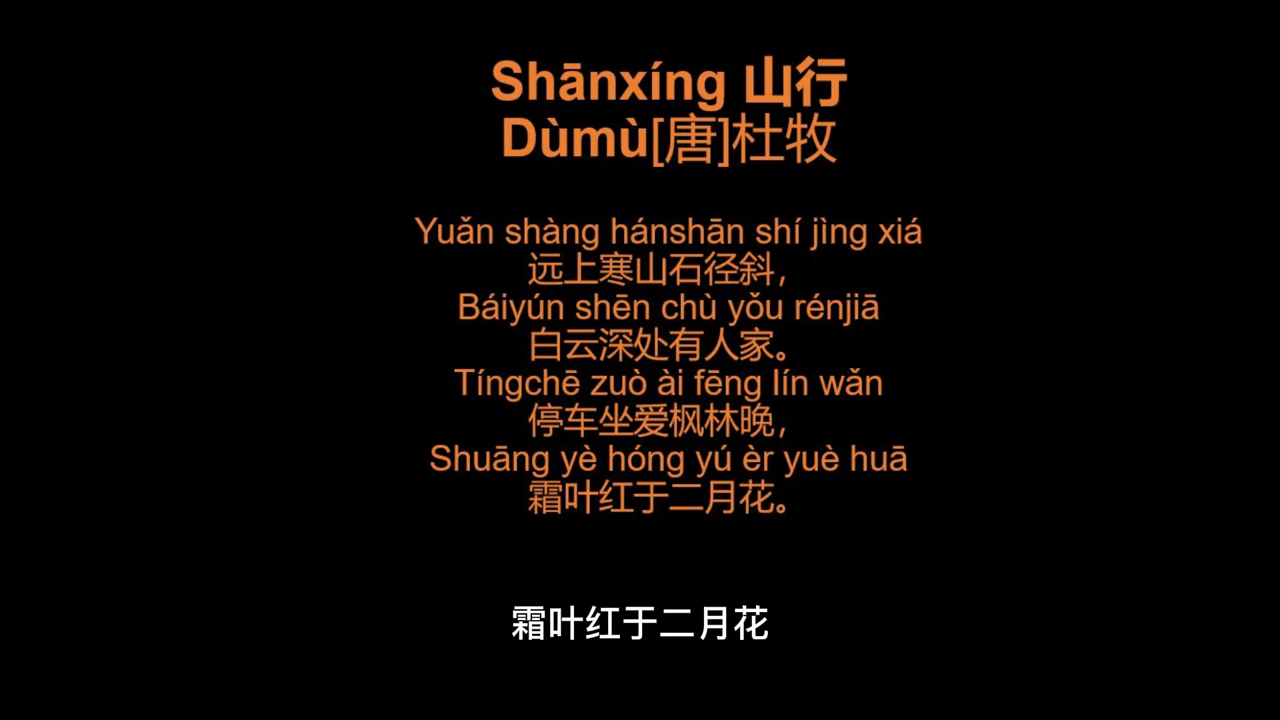 Shānxíng 山行
Dùmù[唐]杜牧
Yuǎn shàng hánshān shí jìng xiá
远上寒山石径斜，
Báiyún shēn chù yǒu rénjiā
白云深处有人家。
Tíngchē zuò ài fēng lín wǎn
停车坐爱枫林晚，
Shuāng yè hóng yú èr yuè huā
霜叶红于二月花。
霜叶红于二月花